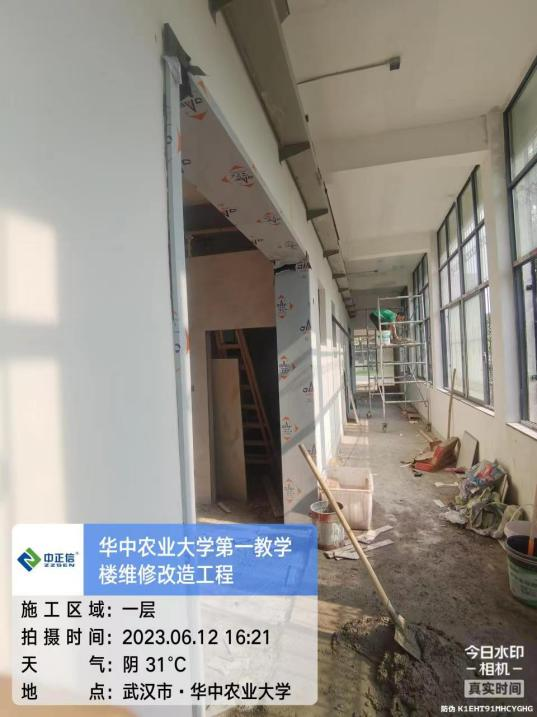 中正信
ZZSEN
华中农业大学第一教学
楼维修改造工程
施工区域：一层
拍摄时间：2023.06.12 16:21
天气：阴 31℃
地点：武汉市·华中农业大学
今日水印
相机
真实时间
防伪 K1EHT91MHCYGHG